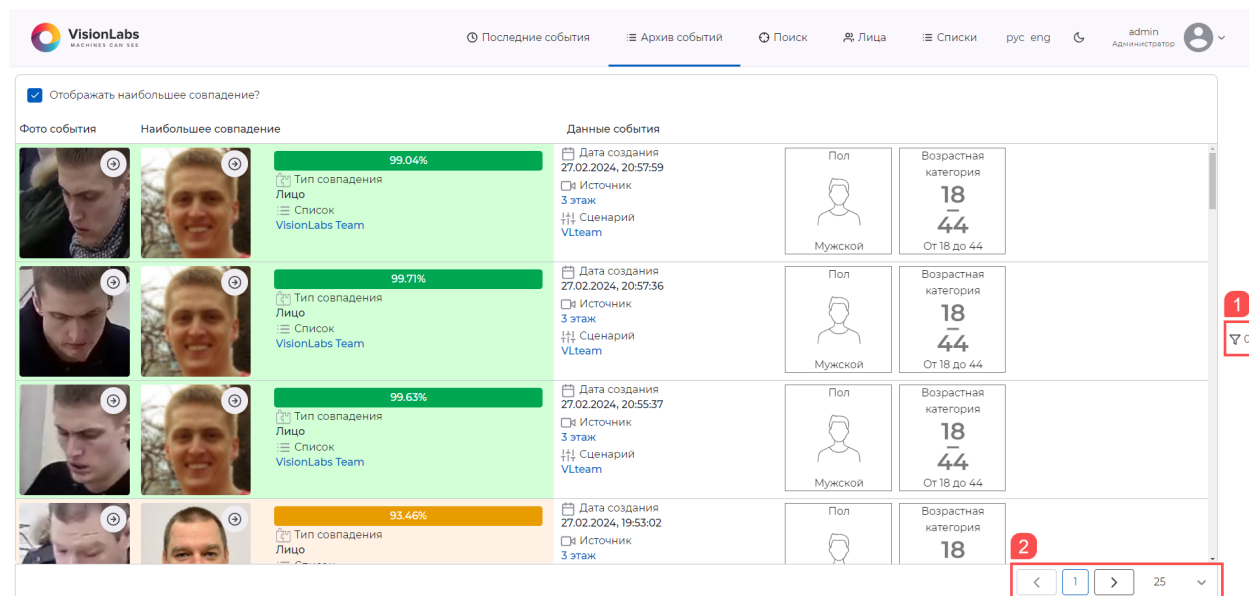 VisionLabs
MACHINES CAN SEE
Последние события
Архив событий
Поиск
Лица
Списки
рус eng
admin
Администратор
Отображать наибольшее совпадение?
Фото события Наибольшее совпадение Данные события
99.04%
Тип совпадения
Лицо
Список
VisionLabs Team
Дата создания
27.02.2024, 20:57:59
Источник
3 этаж
Сценарий
VLteam
Пол
Мужской
Возрастная
категория
18
44
От 18 до 44
99.71%
Тип совпадения
Лицо
Список
VisionLabs Team
Дата создания
27.02.2024, 20:57:36
Источник
3 этаж
Сценарий
VLteam
Пол
Мужской
Возрастная
категория
18
44
От 18 до 44
1
0
99.63%
Тип совпадения
Лицо
Список
VisionLabs Team
Дата создания
27.02.2024, 20:55:37
Источник
3 этаж
Сценарий
VLteam
Пол
Мужской
Возрастная
категория
18
44
От 18 до 44
93.46%
Тип совпадения
Лицо
Дата создания
27.02.2024, 19:53:02
Источник
3 этаж
Пол
Возрастная
категория
18
2
1 25